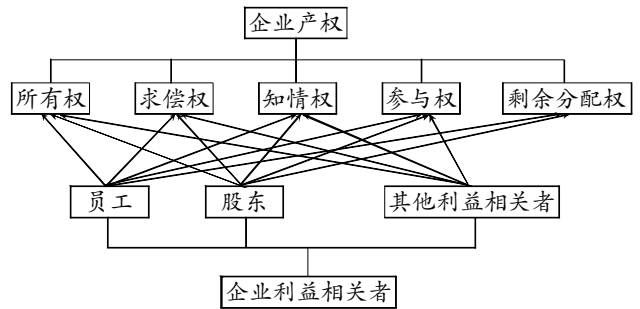 企业产权
所有权
求偿权
知情权
参与权
剩余分配权
员工
股东
其他利益相关者
企业利益相关者